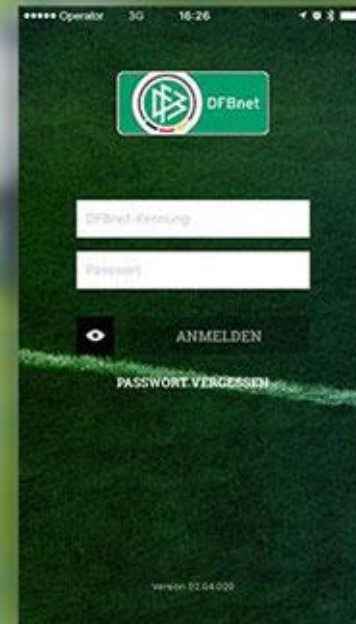 Operator 3G 16:26
DFBnet
DFBnet-Kennung
Passwort
ANMELDEN
PASSWORT VERGESSEN
Version 02.04.020